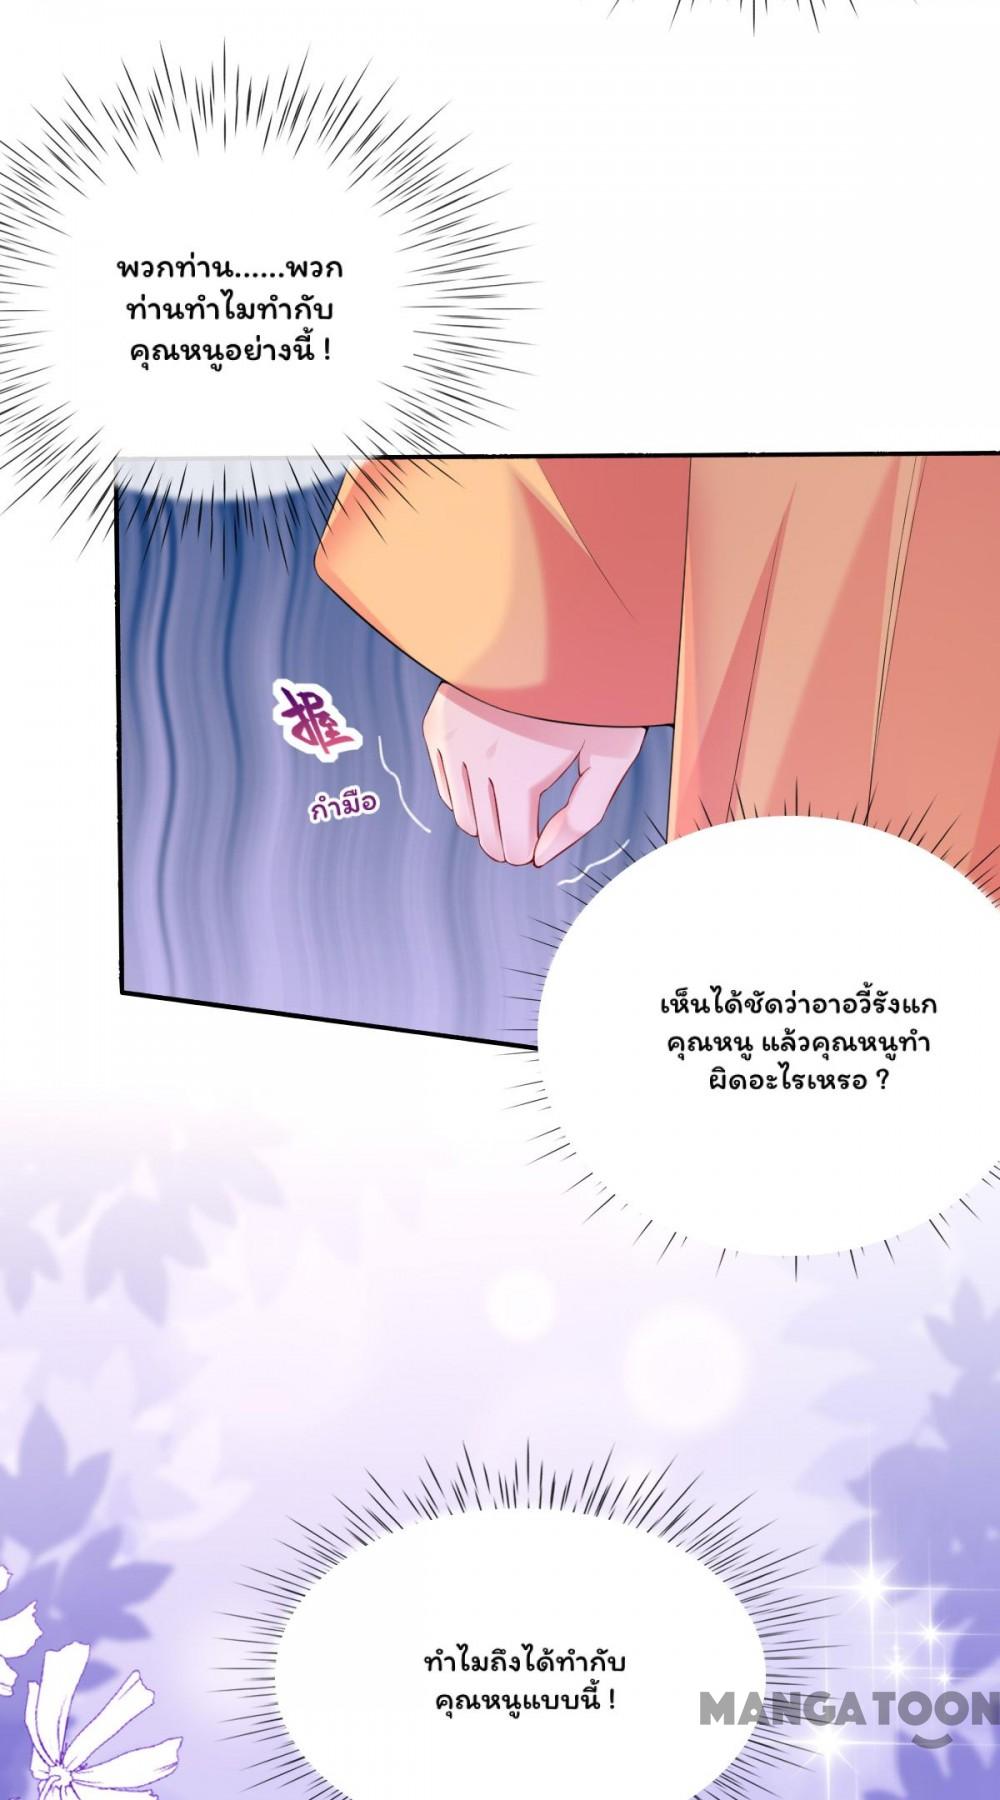 พวกท่าน......พวก
ท่านทำไมทำกับ
คุณหนูอย่างนี้ !
握
กำมือ
เห็นได้ชัดว่าอาอวี้รังแก
คุณหนู แล้วคุณหนูทำ
ผิดอะไรเหรอ ?
ทำไมถึงได้ทำกับ
คุณหนูแบบนี้ !
MANGA TOON